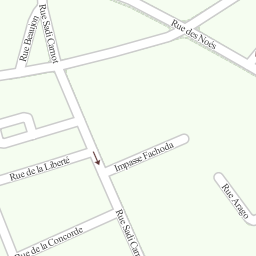 Rue Beaujon
Rue Sadi Carnot
Rue des Noés
Impasse Fachoda
Rue de la Liberté
Rue Arago
Rue Sadi Carn
Rue de la Concorde